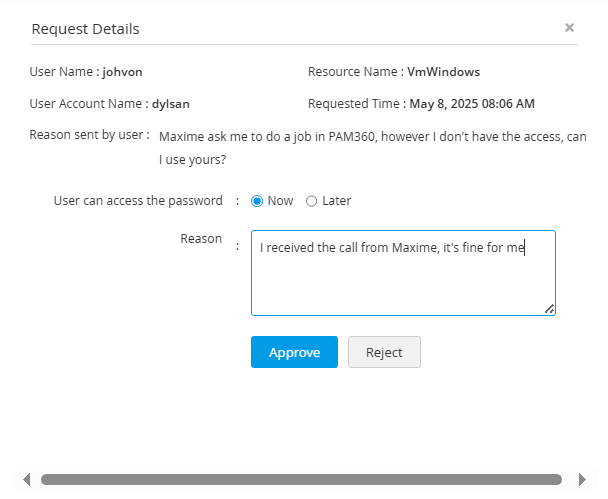 Request Details ×
User Name : johvon Resource Name : VmWindows
User Account Name : dylsan Requested Time : May 8, 2025 08:06 AM
Reason sent by user : Maxime ask me to do a job in PAM360, however I don't have the access, can
I use yours?
User can access the password : Now Later
Reason : I received the call from Maxime, it's fine for me
Approve Reject